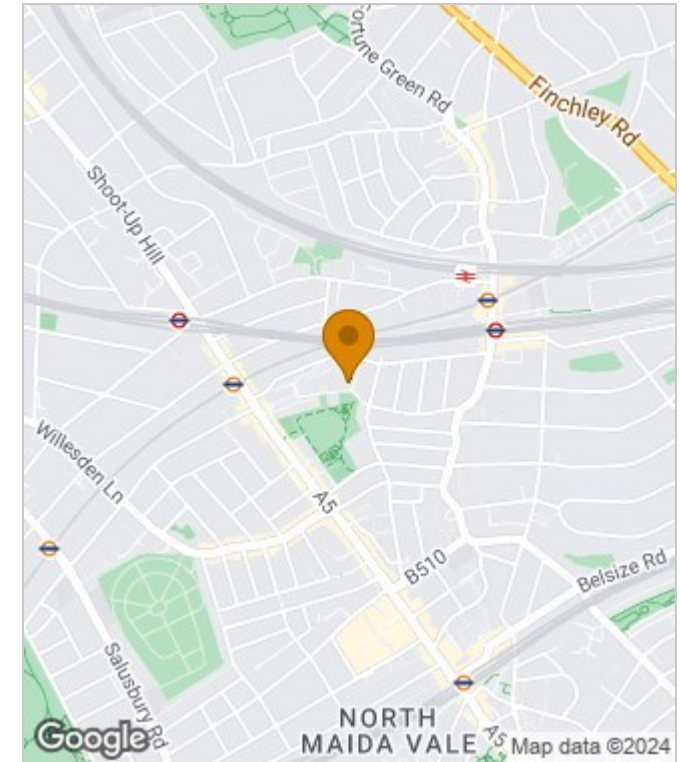 Fortune Green Rd
Finchley Rd
Shoot-Up Hill
Willesden Ln
A5
B510
Belsize Rd
Salusbury Rd
NORTH
MAIDA VALE
A5
Google
Map data ©2024